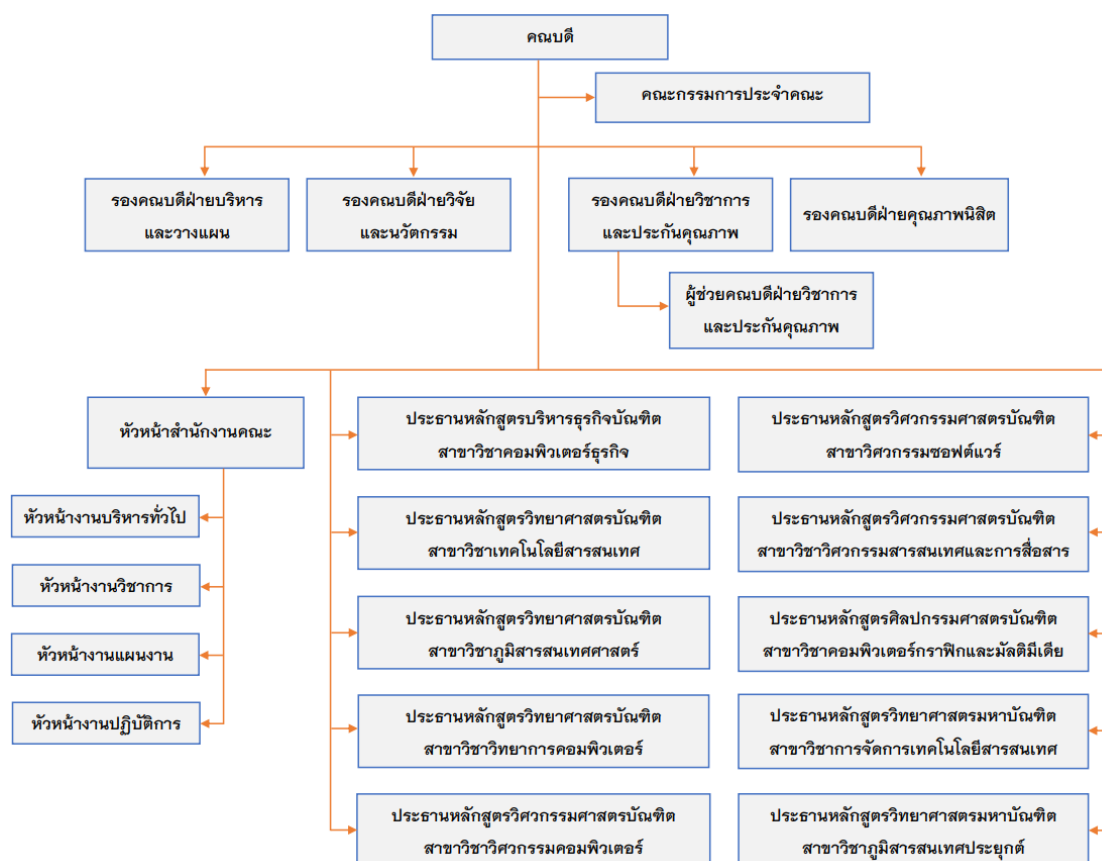 คณบดี
คณะกรรมการประจำคณะ
รองคณบดีฝ่ายบริหาร
และวางแผน
รองคณบดีฝ่ายวิจัย
และนวัตกรรม
รองคณบดีฝ่ายวิชาการ
และประกันคุณภาพ
รองคณบดีฝ่ายคุณภาพนิสิต
ผู้ช่วยคณบดีฝ่ายวิชาการ
และประกันคุณภาพ
หัวหน้าสำนักงานคณะ
หัวหน้างานบริหารทั่วไป
หัวหน้างานวิชาการ
หัวหน้างานแผนงาน
หัวหน้างานปฏิบัติการ
ประธานหลักสูตรบริหารธุรกิจบัณฑิต
สาขาวิชาคอมพิวเตอร์ธุรกิจ
ประธานหลักสูตรวิทยาศาสตรบัณฑิต
สาขาวิชาเทคโนโลยีสารสนเทศ
ประธานหลักสูตรวิทยาศาสตรบัณฑิต
สาขาวิชาภูมิสารสนเทศศาสตร์
ประธานหลักสูตรวิทยาศาสตรบัณฑิต
สาขาวิชาวิทยาการคอมพิวเตอร์
ประธานหลักสูตรวิศวกรรมศาสตรบัณฑิต
สาขาวิชาวิศวกรรมคอมพิวเตอร์
ประธานหลักสูตรวิศวกรรมศาสตรบัณฑิต
สาขาวิศวกรรมซอฟต์แวร์
ประธานหลักสูตรวิศวกรรมศาสตรบัณฑิต
สาขาวิชาวิศวกรรมสารสนเทศและการสื่อสาร
ประธานหลักสูตรศิลปกรรมศาสตรบัณฑิต
สาขาวิชาคอมพิวเตอร์กราฟิกและมัลติมีเดีย
ประธานหลักสูตรวิทยาศาสตรมหาบัณฑิต
สาขาวิชาการจัดการเทคโนโลยีสารสนเทศ
ประธานหลักสูตรวิทยาศาสตรมหาบัณฑิต
สาขาวิชาภูมิสารสนเทศประยุกต์